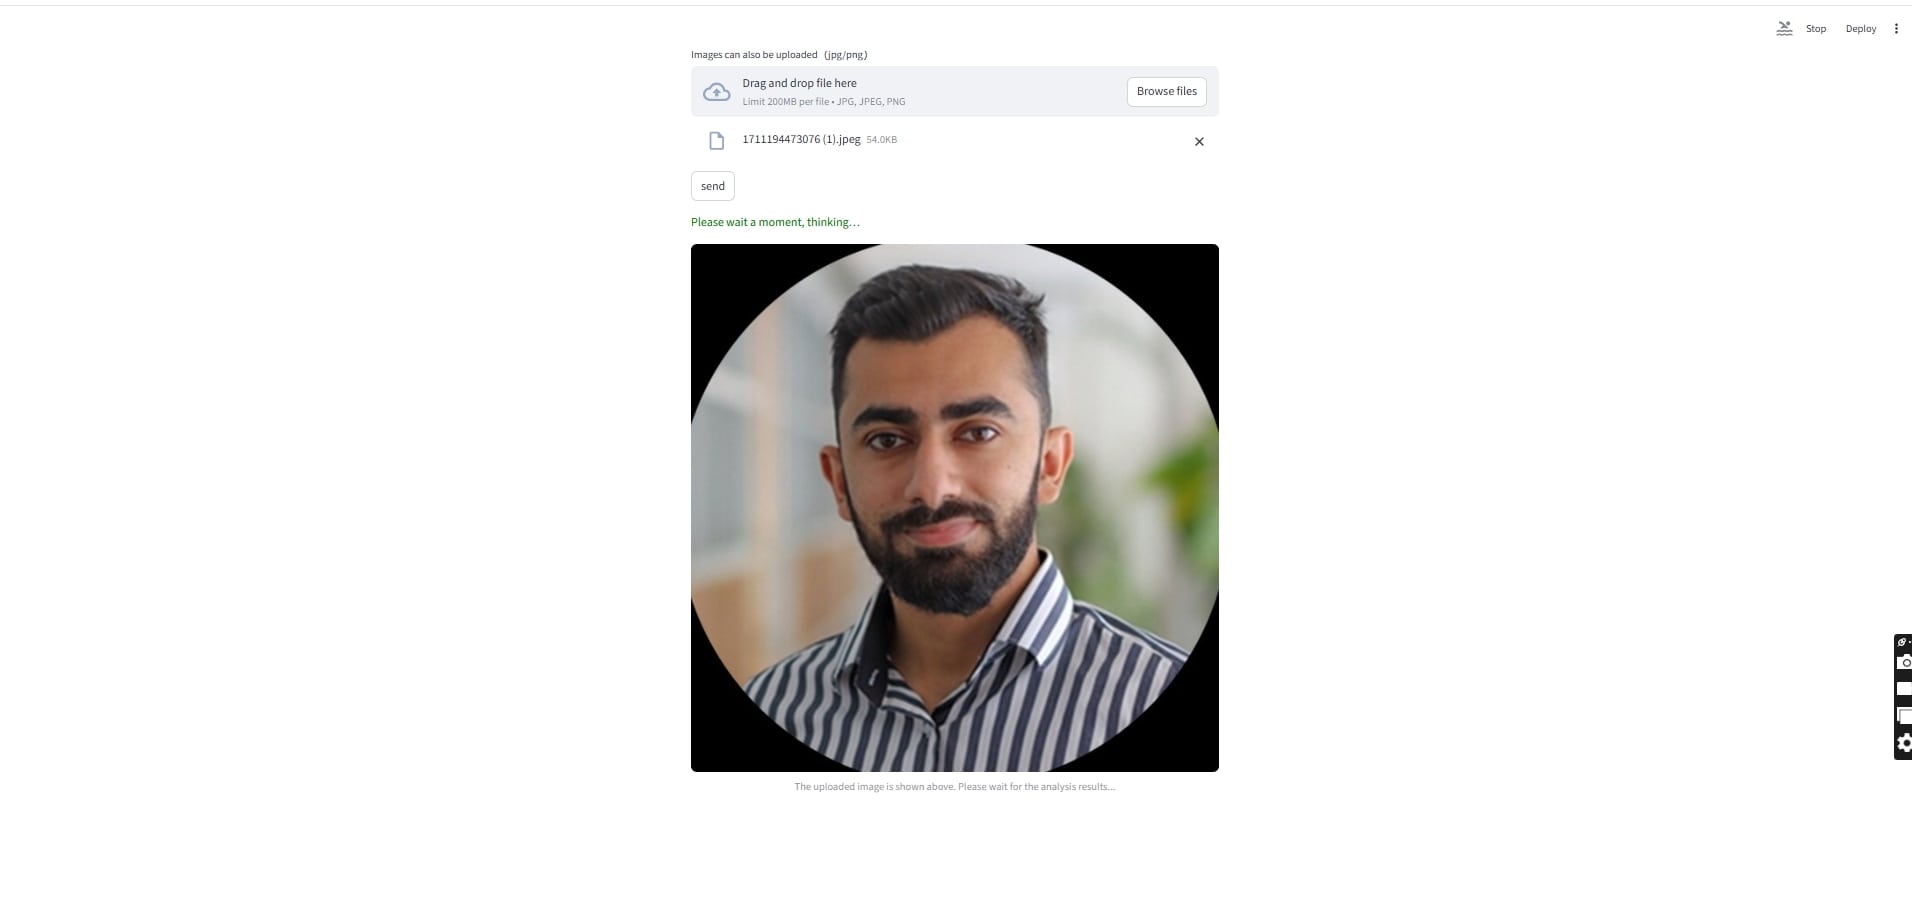 Stop Deploy
Images can also be uploaded (jpg/png)
Drag and drop file here
Limit 200MB per file • JPG, JPEG, PNG
Browse files
1711194473076 (1).jpeg 54.0KB
send
Please wait a moment, thinking...
The uploaded image is shown above. Please wait for the analysis results...